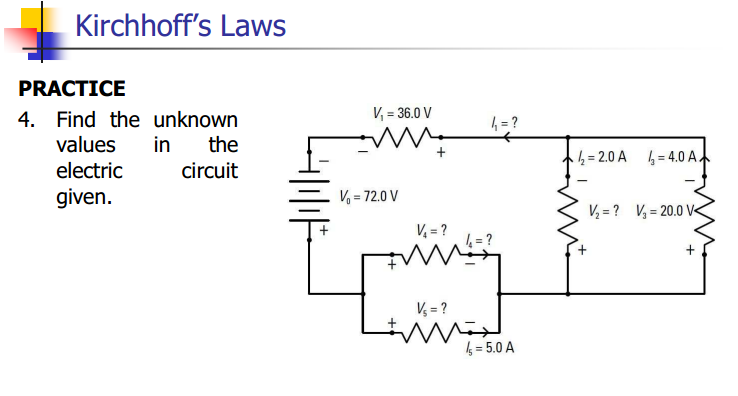 Kirchhoff's Laws
PRACTICE
4. Find the unknown
values in the
electric circuit
given.
V₁ = 36.0 V
I₁ = ?
– +
I₂ = 2.0 A I₃ = 4.0 A
–
V₀ = 72.0 V
– –
V₂ = ? V₃ = 20.0 V
+
V₄ = ?
I₄ = ?
+ –
+ +
V₅ = ?
+ –
I₅ = 5.0 A